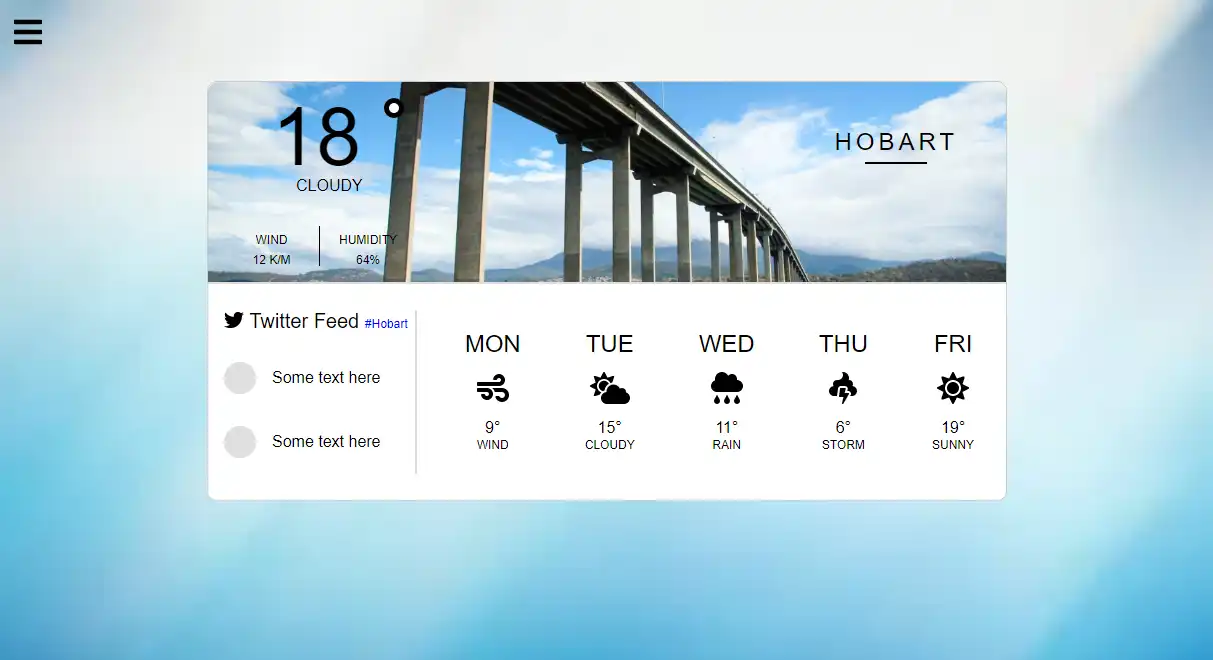 18 °
CLOUDY
WIND
12 K/M
HUMIDITY
64%
HOBART
Twitter Feed #Hobart
Some text here
Some text here
MON
9°
WIND
TUE
15°
CLOUDY
WED
11°
RAIN
THU
6°
STORM
FRI
19°
SUNNY